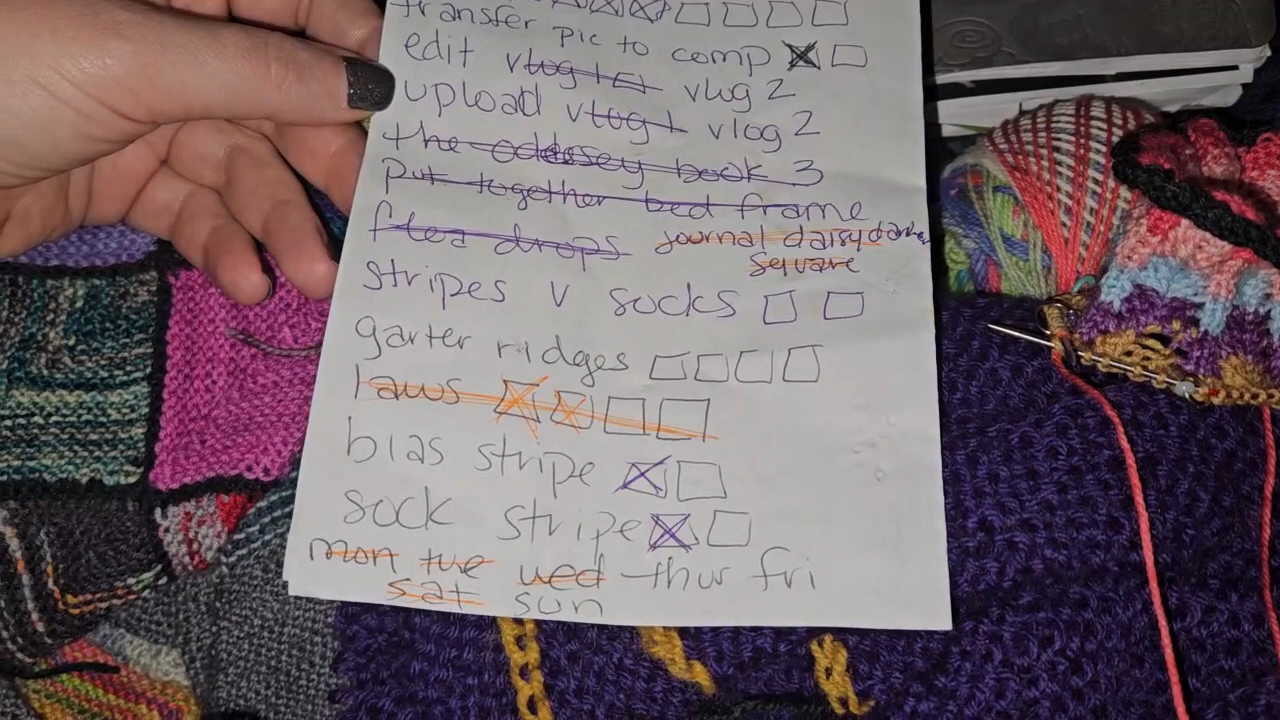 transfer pic to comp
edit vlog 1 vlog 2
upload vlog 1 vlog 2
the oddesey book 3
put together bed frame
flea drops journal daisy
square
stripes v socks
garter ridges
laws
bias stripe
sock stripe
mon tue wed thur fri
sat sun